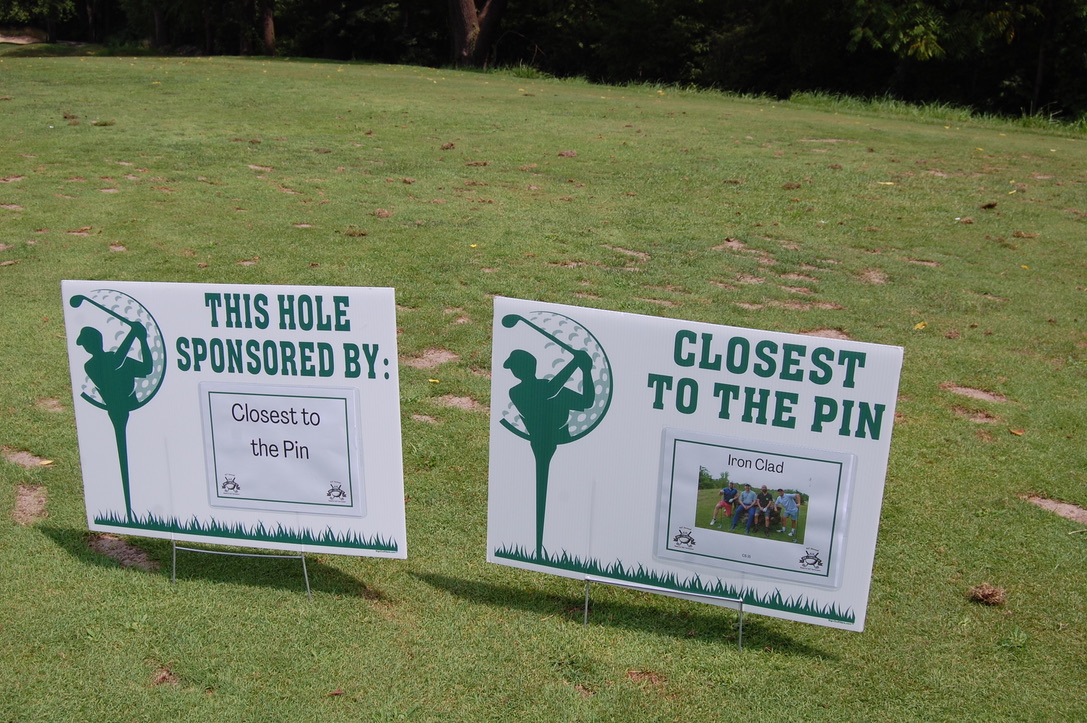 THIS HOLE
SPONSORED BY:
Closest to
the Pin
CLOSEST
TO THE PIN
Iron Clad